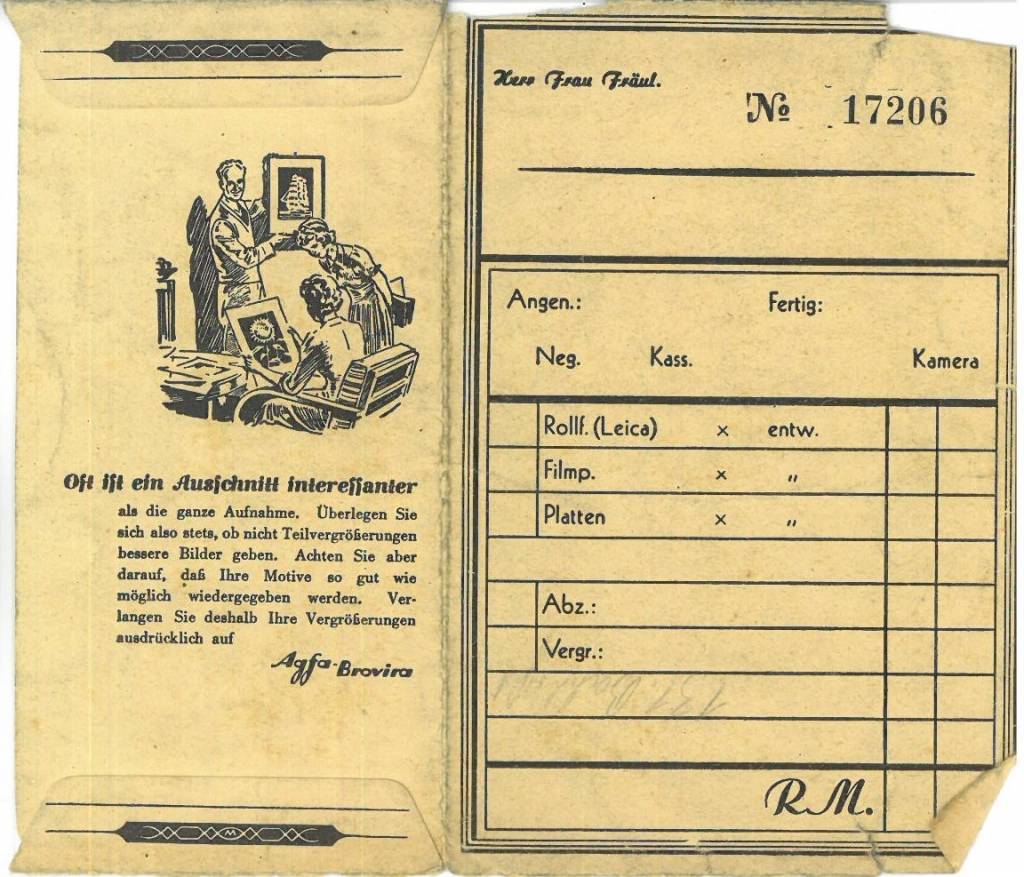 Oft ist ein Ausschnitt interessanter
als die ganze Aufnahme. Überlegen Sie
sich also stets, ob nicht Teilvergrößerungen
bessere Bilder geben. Achten Sie aber
darauf, daß Ihre Motive so gut wie
möglich wiedergegeben werden. Ver-
langen Sie deshalb Ihre Vergrößerungen
ausdrücklich auf
Agfa-Brovira
Herr Frau Fräul.
№ 17206
Angen.: Fertig:
Neg. Kass. Kamera
Rollf. (Leica) × entw.
Filmp. × „
Platten × „
Abz.:
Vergr.:
RM.